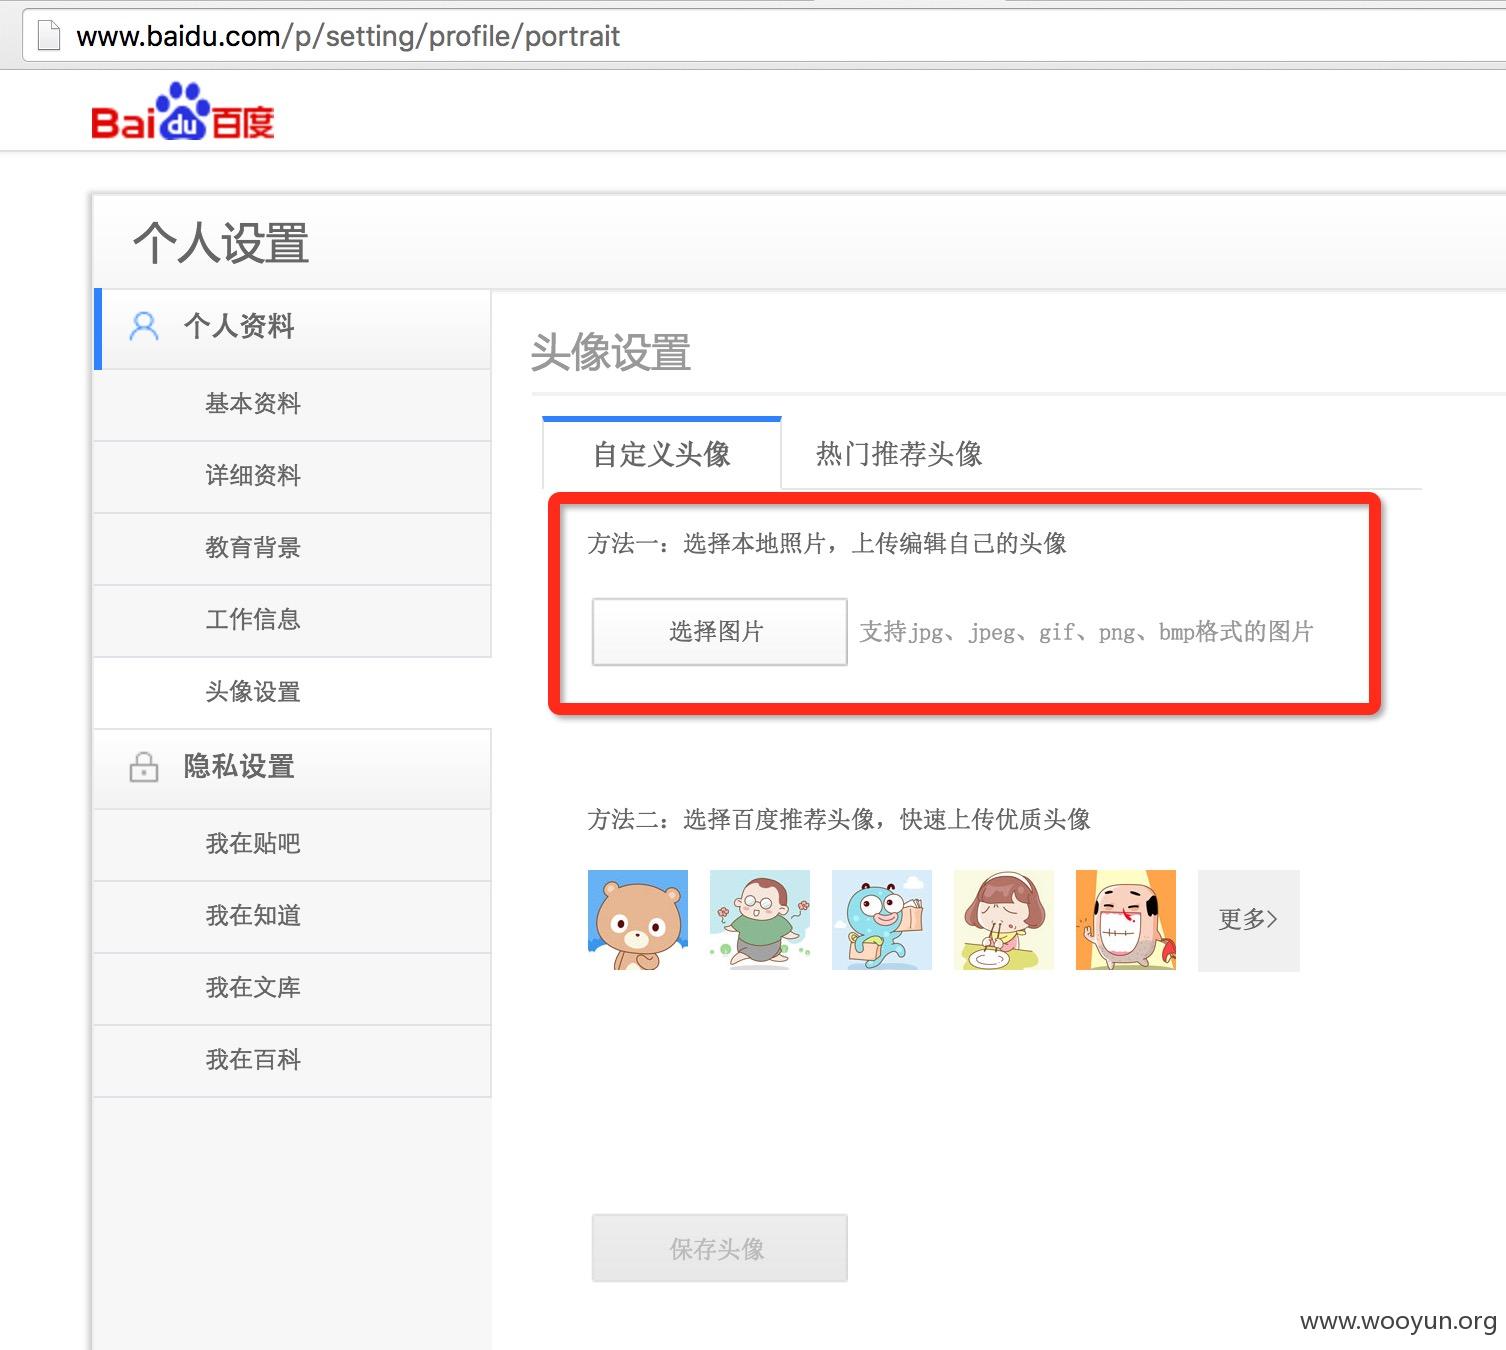 www.baidu.com/p/setting/profile/portrait
Baidu百度
个人设置
个人资料
基本资料
详细资料
教育背景
工作信息
头像设置
隐私设置
我在贴吧
我在知道
我在文库
我在百科
头像设置
自定义头像 热门推荐头像
方法一：选择本地照片，上传编辑自己的头像
选择图片 支持jpg、jpeg、gif、png、bmp格式的图片
方法二：选择百度推荐头像，快速上传优质头像
更多>
保存头像
www.wooyun.org